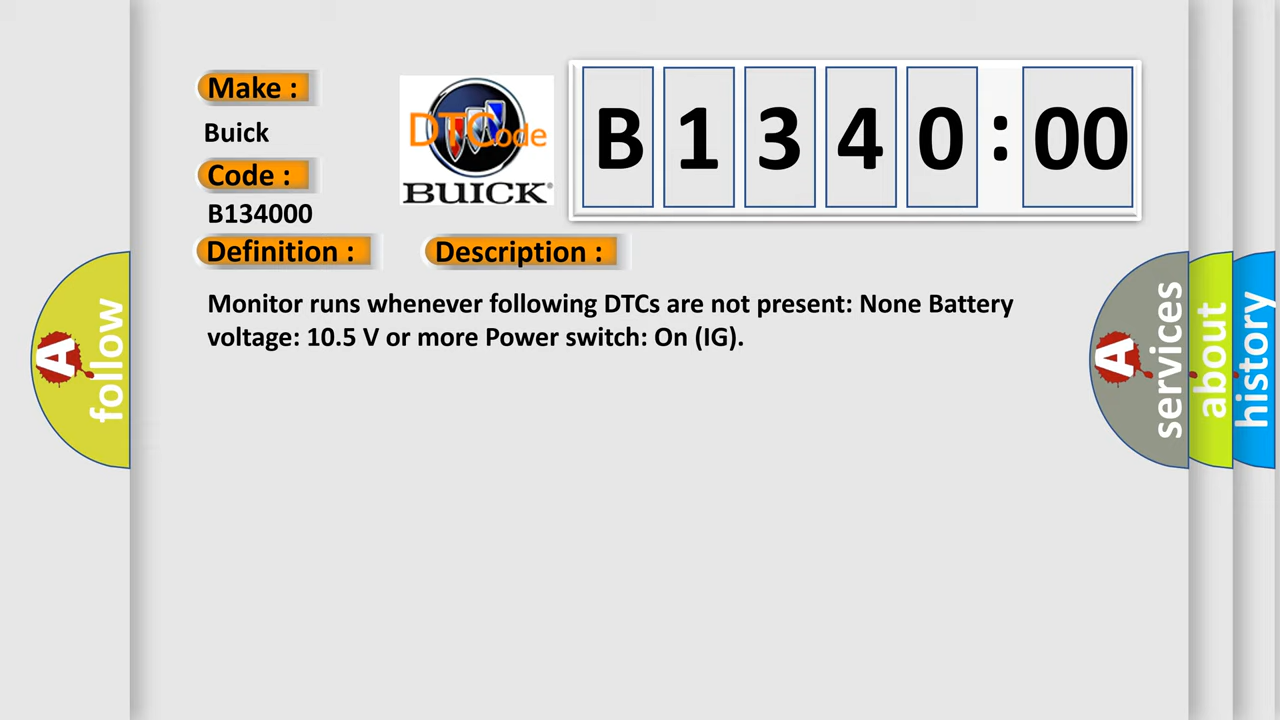 Make :
Buick
Code :
B134000
DTCode
BUICK®
B 1 3 4 0 : 00
Definition :
Description :
Monitor runs whenever following DTCs are not present: None Battery
voltage: 10.5 V or more Power switch: On (IG).
A follow
A services
about
history